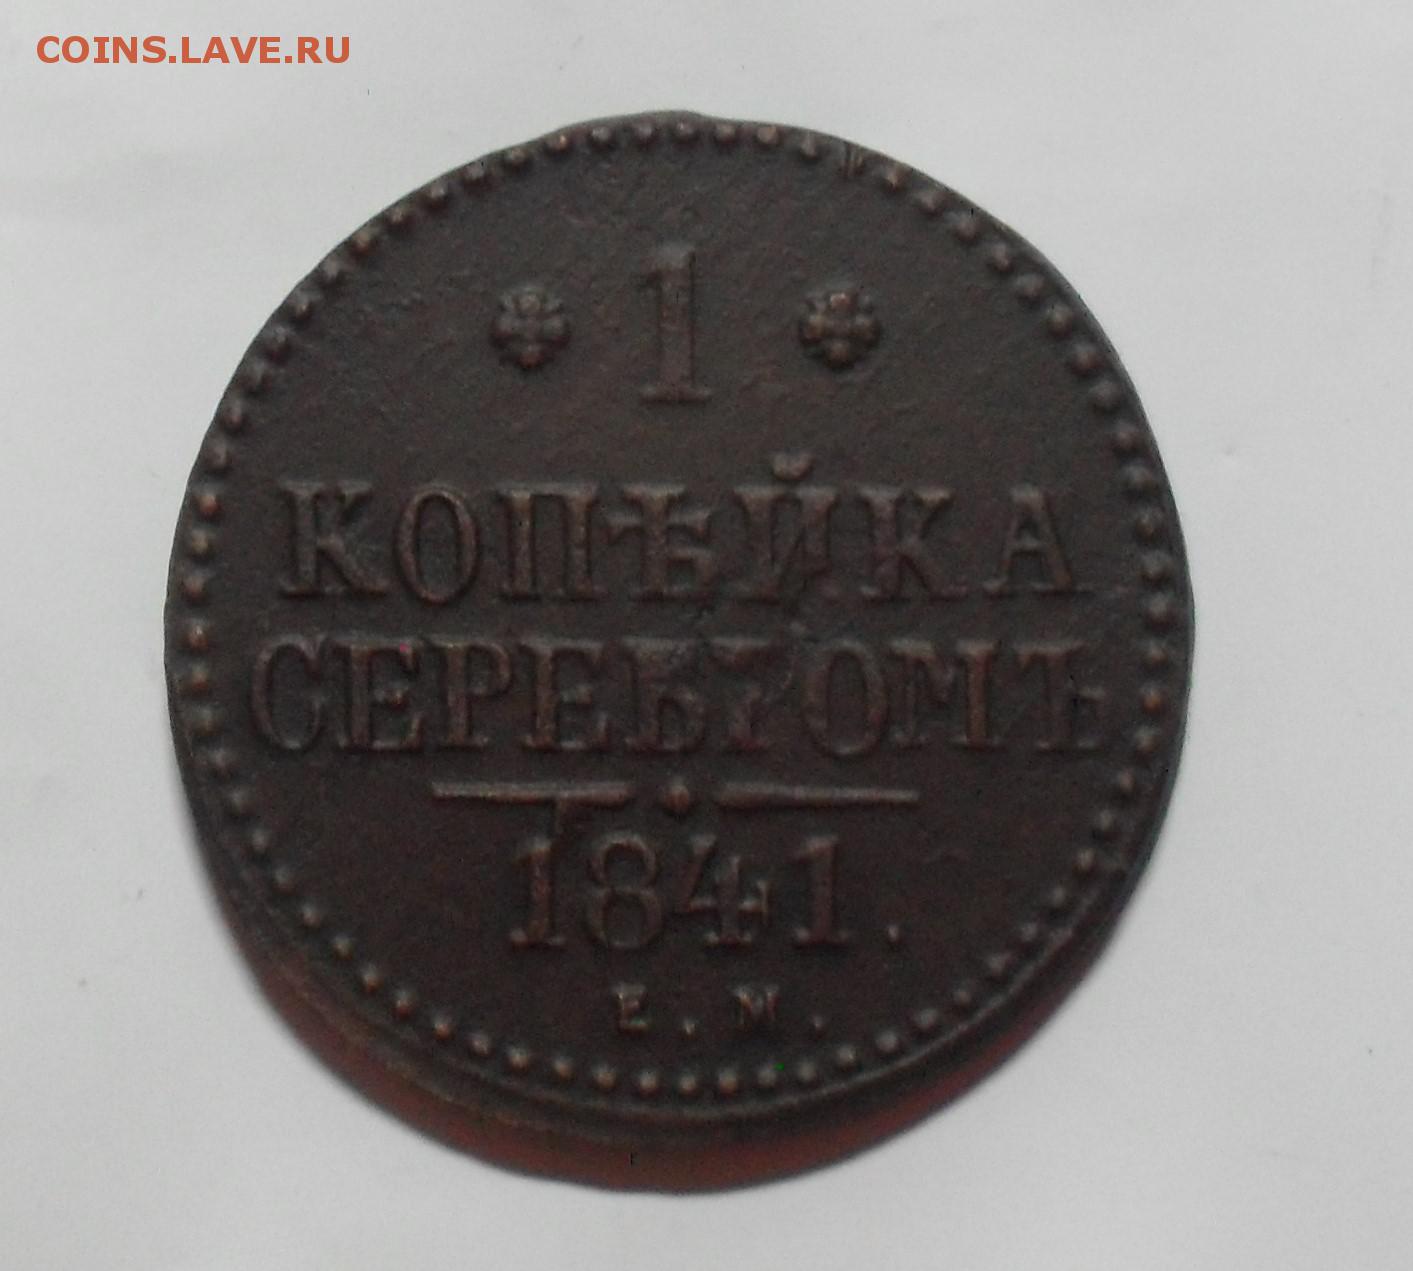 COINS.LAVE.RU
1
КОПѢЙКА
СЕРЕБРОМЪ
1841.
Е.М.